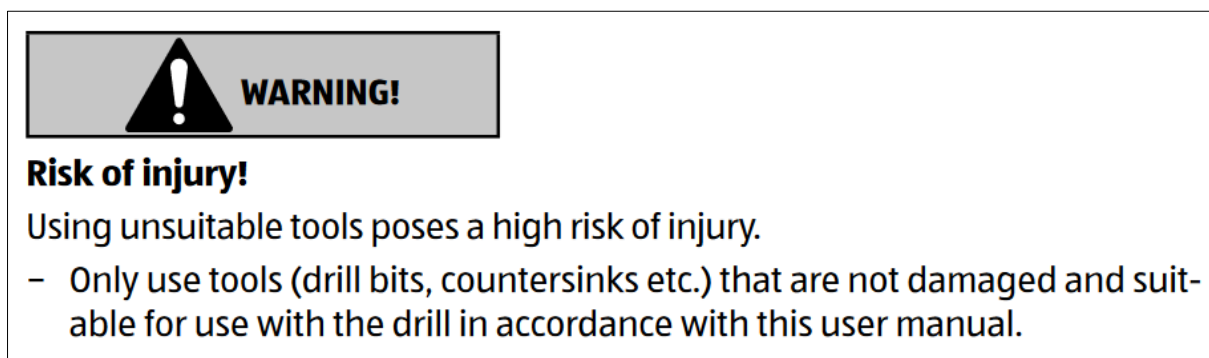 WARNING!
Risk of injury!
Using unsuitable tools poses a high risk of injury.
– Only use tools (drill bits, countersinks etc.) that are not damaged and suit-
able for use with the drill in accordance with this user manual.